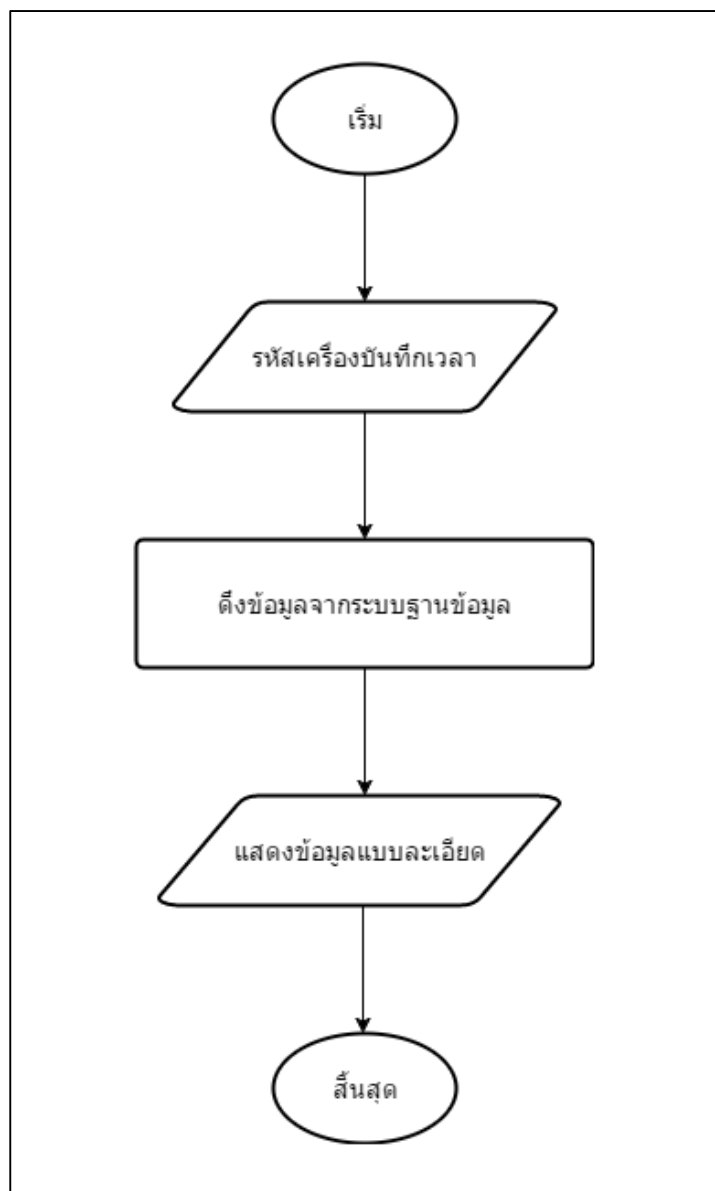 เริ่ม
รหัสเครื่องบันทึกเวลา
ดึงข้อมูลจากระบบฐานข้อมูล
แสดงข้อมูลแบบละเอียด
สิ้นสุด